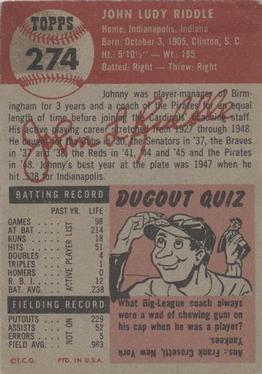 TOPPS
274
JOHN LUDY RIDDLE
Home: Indianapolis, Indiana
Born: October 3, 1905, Clinton, S. C.
Ht.: 5'10½" — Wt.: 185
Batted: Right – Threw: Right
Johnny was player-manager of Birm-
ingham for 3 years and a coach of the Pirates for an equal
length of time before joining the Cardinals' coaching staff.
His playing career stretched from 1927 through 1948.
He caught for the in '30, the Senators in '37, the Braves
in '37 and '38, the Reds in '41, '44 and '45 and the Pirates
in '48. Johnny's best year at the plate was 1947 when he
hit .338 for Indianapolis.
BATTING RECORD
PAST YR. LIFE
GAMES 98
AT BAT 214
RUNS 18
HITS 51
DOUBLES 4
TRIPLES 1
HOMERS 0
R. B. I. 12
BAT. AVG. .238
NOT ON
ACTIVE PLAYER LIST
FIELDING RECORD
PUTOUTS 229
ASSISTS 52
ERRORS 5
FIELD AVG. .983
©T.C.G. PTD. IN U.S.A.
DUGOUT QUIZ
What Big-League coach always
wore a wad of chewing gum on
his cap when he was a player?
Ans.: Frank Crosetti, New York
Yankees.